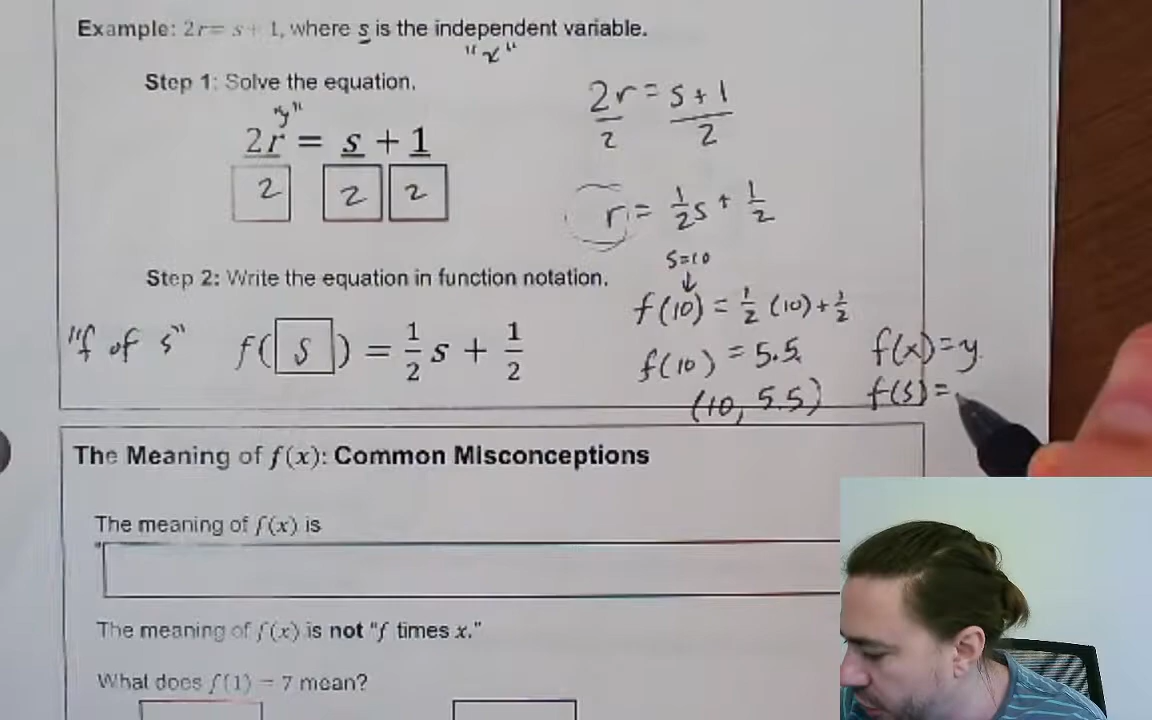 Example: 2r = s + 1, where s is the independent variable.
"x"
Step 1: Solve the equation.
"y"
2r = s + 1
2 2 2
2r = s + 1
2 2
r = 1/2 s + 1/2
s=10
↓
Step 2: Write the equation in function notation.
f(10) = 1/2 (10) + 1/2
"f of s" f( s ) = 1/2 s + 1/2
f(10) = 5.5
(10, 5.5)
f(x) = y
f(s) =
The Meaning of f(x): Common Misconceptions
The meaning of f(x) is
The meaning of f(x) is not "f times x."
What does f(1) = 7 mean?